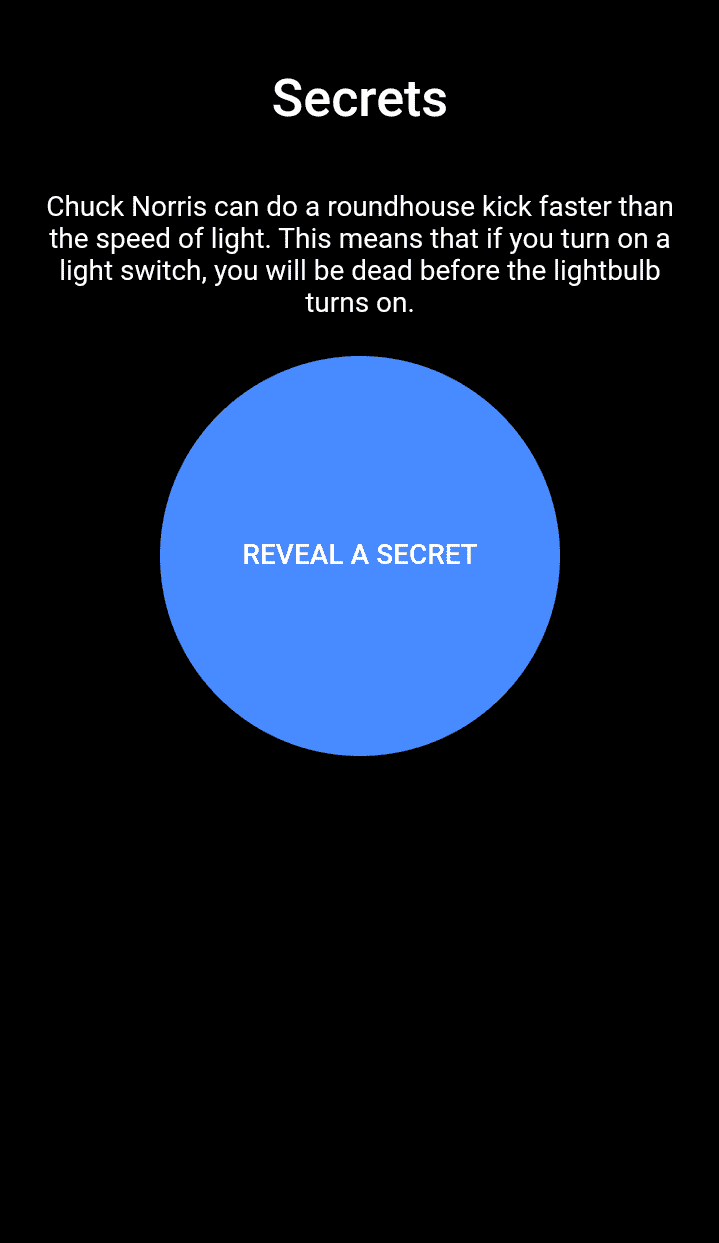 Secrets
Chuck Norris can do a roundhouse kick faster than
the speed of light. This means that if you turn on a
light switch, you will be dead before the lightbulb
turns on.
REVEAL A SECRET